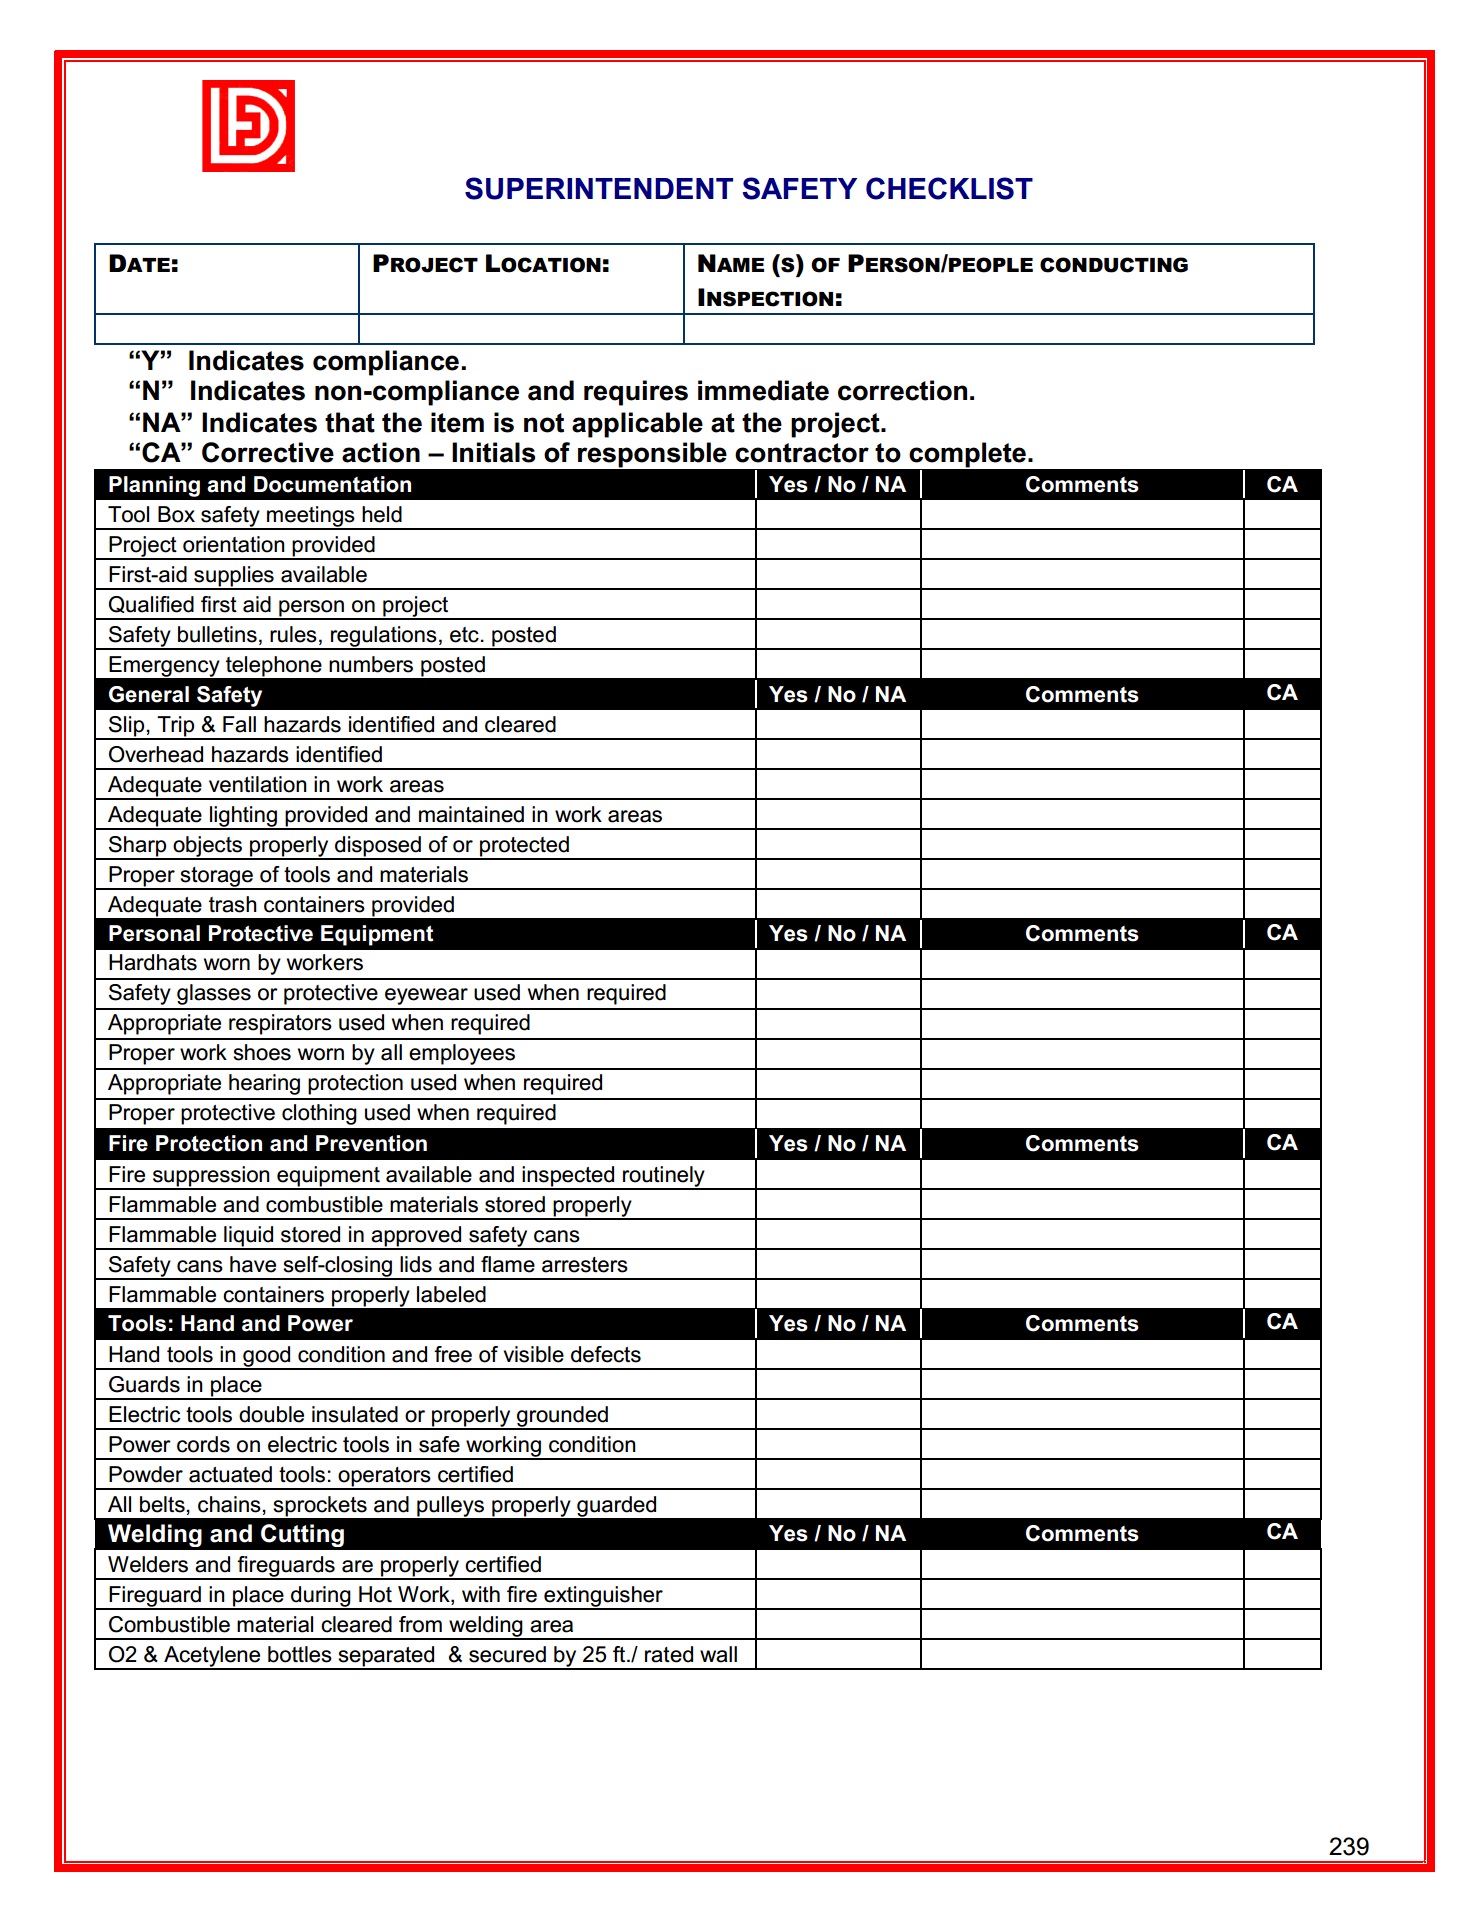 SUPERINTENDENT SAFETY CHECKLIST
DATE: PROJECT LOCATION: NAME (S) OF PERSON/PEOPLE CONDUCTING
INSPECTION:
“Y”  Indicates compliance.
“N”  Indicates non-compliance and requires immediate correction.
“NA” Indicates that the item is not applicable at the project.
“CA” Corrective action – Initials of responsible contractor to complete.
Planning and Documentation Yes / No / NA Comments CA
Tool Box safety meetings held
Project orientation provided
First-aid supplies available
Qualified first aid person on project
Safety bulletins, rules, regulations, etc. posted
Emergency telephone numbers posted
General Safety Yes / No / NA Comments CA
Slip, Trip & Fall hazards identified and cleared
Overhead hazards identified
Adequate ventilation in work areas
Adequate lighting provided and maintained in work areas
Sharp objects properly disposed of or protected
Proper storage of tools and materials
Adequate trash containers provided
Personal Protective Equipment Yes / No / NA Comments CA
Hardhats worn by workers
Safety glasses or protective eyewear used when required
Appropriate respirators used when required
Proper work shoes worn by all employees
Appropriate hearing protection used when required
Proper protective clothing used when required
Fire Protection and Prevention Yes / No / NA Comments CA
Fire suppression equipment available and inspected routinely
Flammable and combustible materials stored properly
Flammable liquid stored in approved safety cans
Safety cans have self-closing lids and flame arresters
Flammable containers properly labeled
Tools: Hand and Power Yes / No / NA Comments CA
Hand tools in good condition and free of visible defects
Guards in place
Electric tools double insulated or properly grounded
Power cords on electric tools in safe working condition
Powder actuated tools: operators certified
All belts, chains, sprockets and pulleys properly guarded
Welding and Cutting Yes / No / NA Comments CA
Welders and fireguards are properly certified
Fireguard in place during Hot Work, with fire extinguisher
Combustible material cleared from welding area
O2 & Acetylene bottles separated  & secured by 25 ft./ rated wall
239